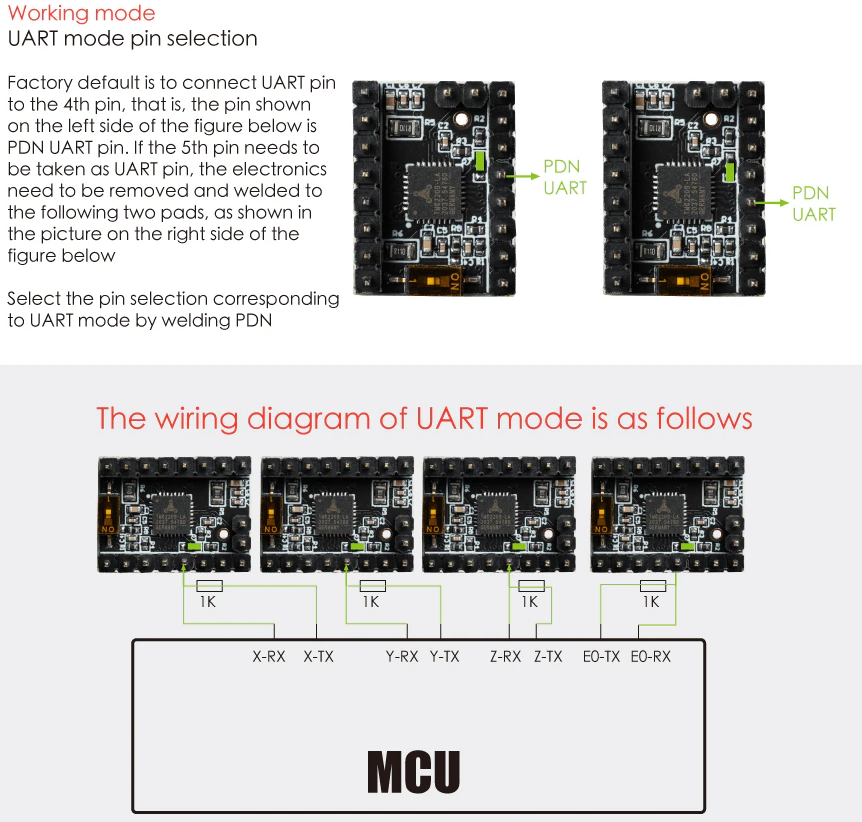 Working mode
UART mode pin selection
Factory default is to connect UART pin
to the 4th pin, that is, the pin shown
on the left side of the figure below is
PDN UART pin. If the 5th pin needs to
be taken as UART pin, the electronics
need to be removed and welded to
the following two pads, as shown in
the picture on the right side of the
figure below
Select the pin selection corresponding
to UART mode by welding PDN
PDN
UART
PDN
UART
The wiring diagram of UART mode is as follows
1K
1K
1K
1K
X-RX X-TX Y-RX Y-TX Z-RX Z-TX E0-TX E0-RX
MCU